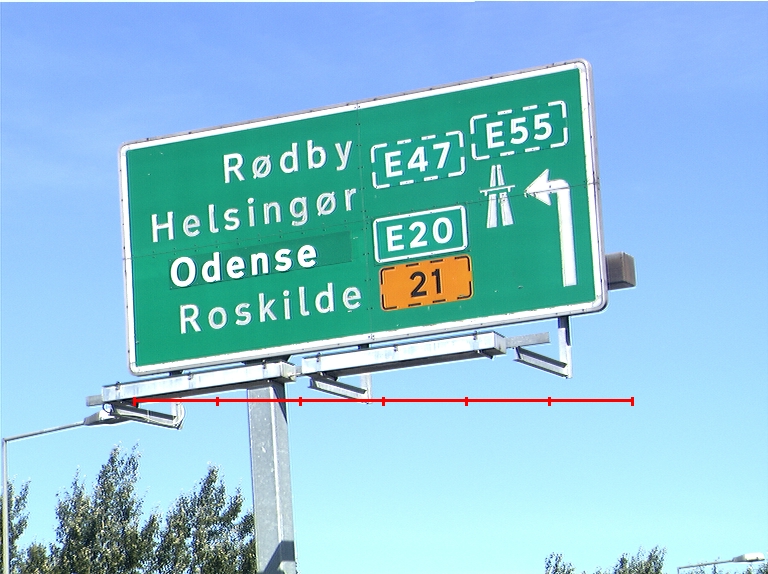 Rødby E47 E55
Helsingør
Odense E20
Roskilde 21